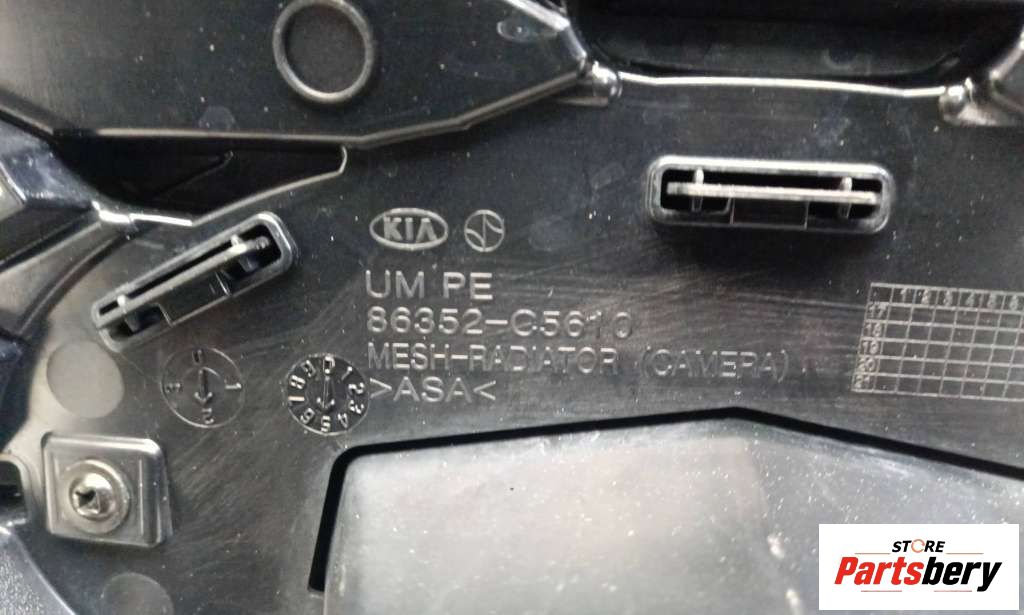 KIA
UM PE
86352-C5610
MESH-RADIATOR (CAMERA)
>ASA<
STORE
Partsbery